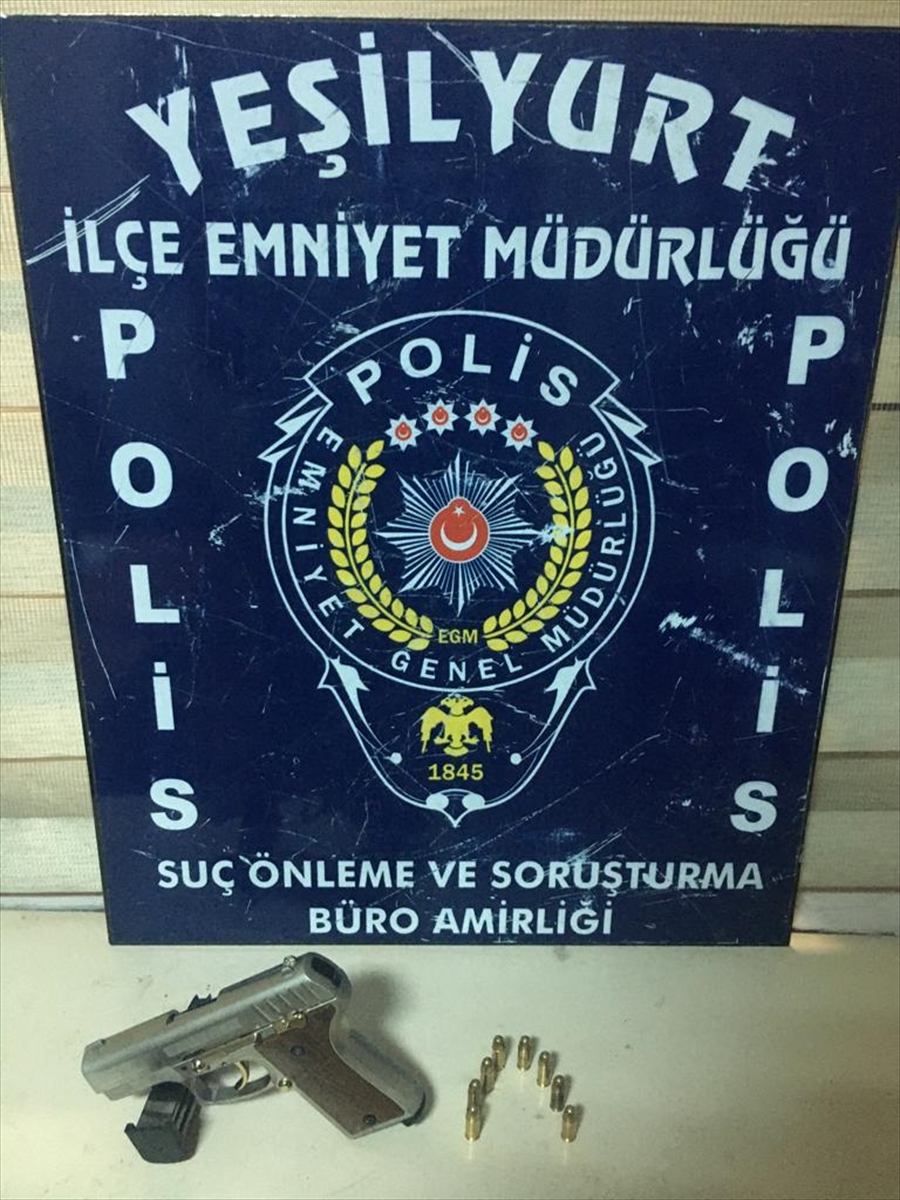 YEŞİLYURT
İLÇE EMNİYET MÜDÜRLÜĞÜ
POLİS
POLİS
POLİS
EMNİYET GENEL MÜDÜRLÜĞÜ
EGM
1845
SUÇ ÖNLEME VE SORUŞTURMA
BÜRO AMİRLİĞİ